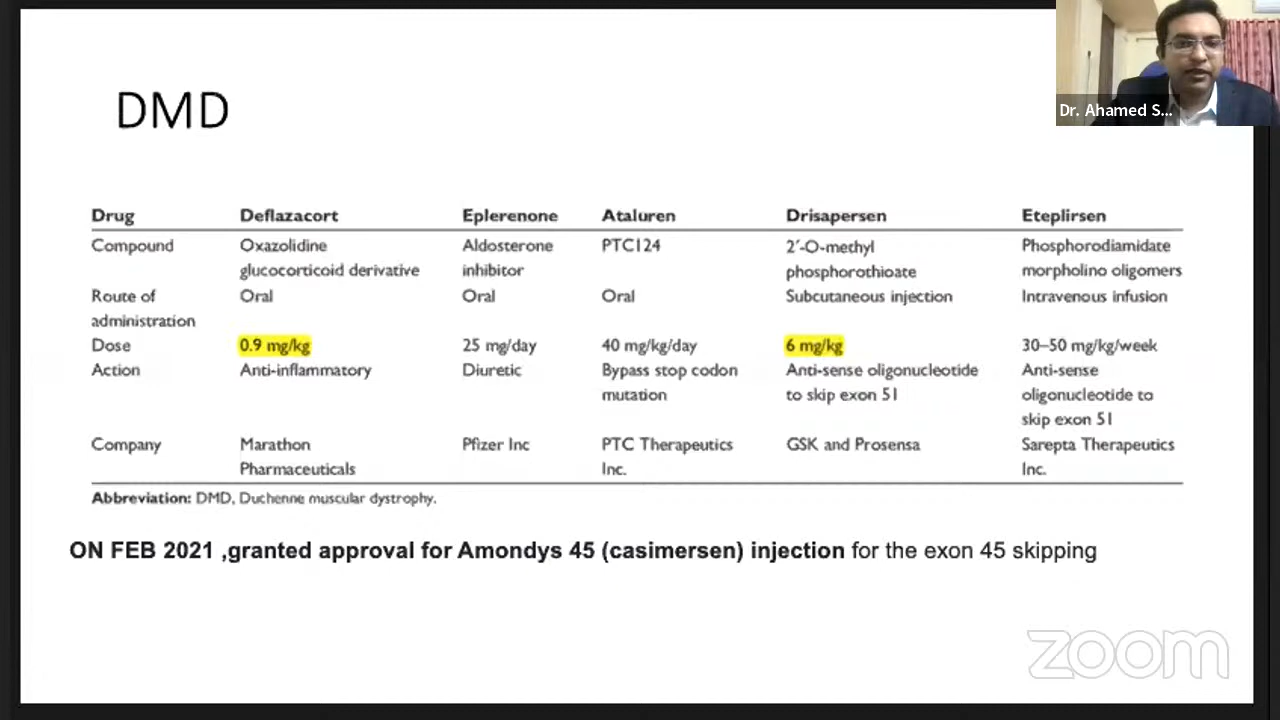 DMD
Dr. Ahamed S...
Drug Deflazacort Eplerenone Ataluren Drisapersen Eteplirsen
Compound Oxazolidine Aldosterone PTC124 2′-O-methyl Phosphorodiamidate
glucocorticoid derivative inhibitor phosphorothioate morpholino oligomers
Route of Oral Oral Oral Subcutaneous injection Intravenous infusion
administration
Dose 0.9 mg/kg 25 mg/day 40 mg/kg/day 6 mg/kg 30–50 mg/kg/week
Action Anti-inflammatory Diuretic Bypass stop codon Anti-sense oligonucleotide Anti-sense
mutation to skip exon 51 oligonucleotide to
skip exon 51
Company Marathon Pfizer Inc PTC Therapeutics GSK and Prosensa Sarepta Therapeutics
Pharmaceuticals Inc. Inc.
Abbreviation: DMD, Duchenne muscular dystrophy.
ON FEB 2021 ,granted approval for Amondys 45 (casimersen) injection for the exon 45 skipping
zoom